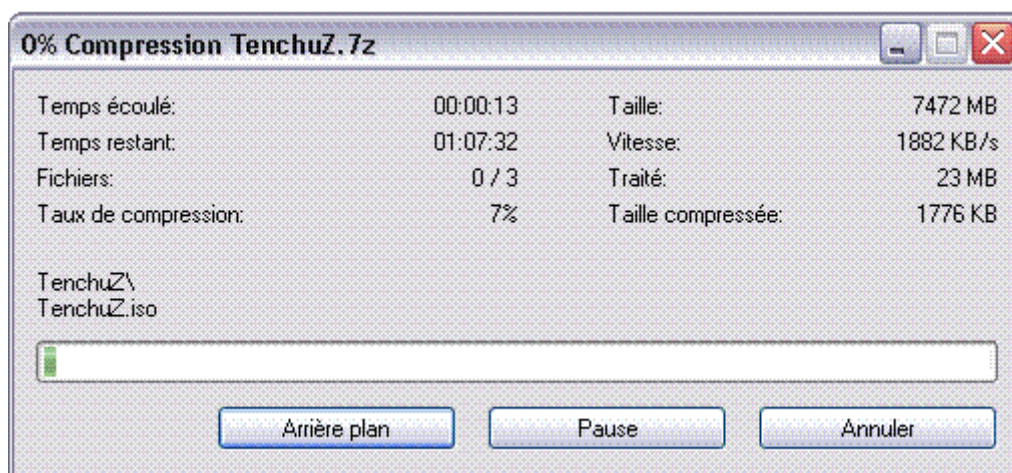 0% Compression TenchuZ.7z
Temps écoulé: 00:00:13 Taille: 7472 MB
Temps restant: 01:07:32 Vitesse: 1882 KB/s
Fichiers: 0 / 3 Traité: 23 MB
Taux de compression: 7% Taille compressée: 1776 KB
TenchuZ\
TenchuZ.iso
Arrière plan Pause Annuler